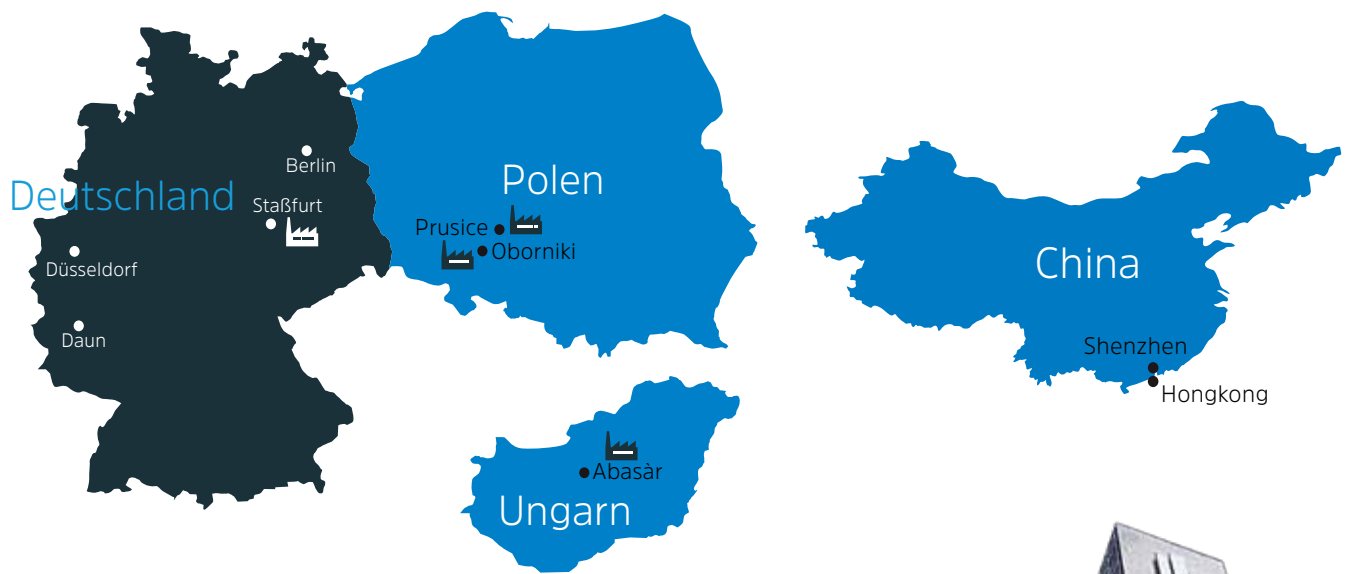 Deutschland
Berlin
Staßfurt
Düsseldorf
Daun
Polen
Prusice
Oborniki
Ungarn
Abasàr
China
Shenzhen
Hongkong